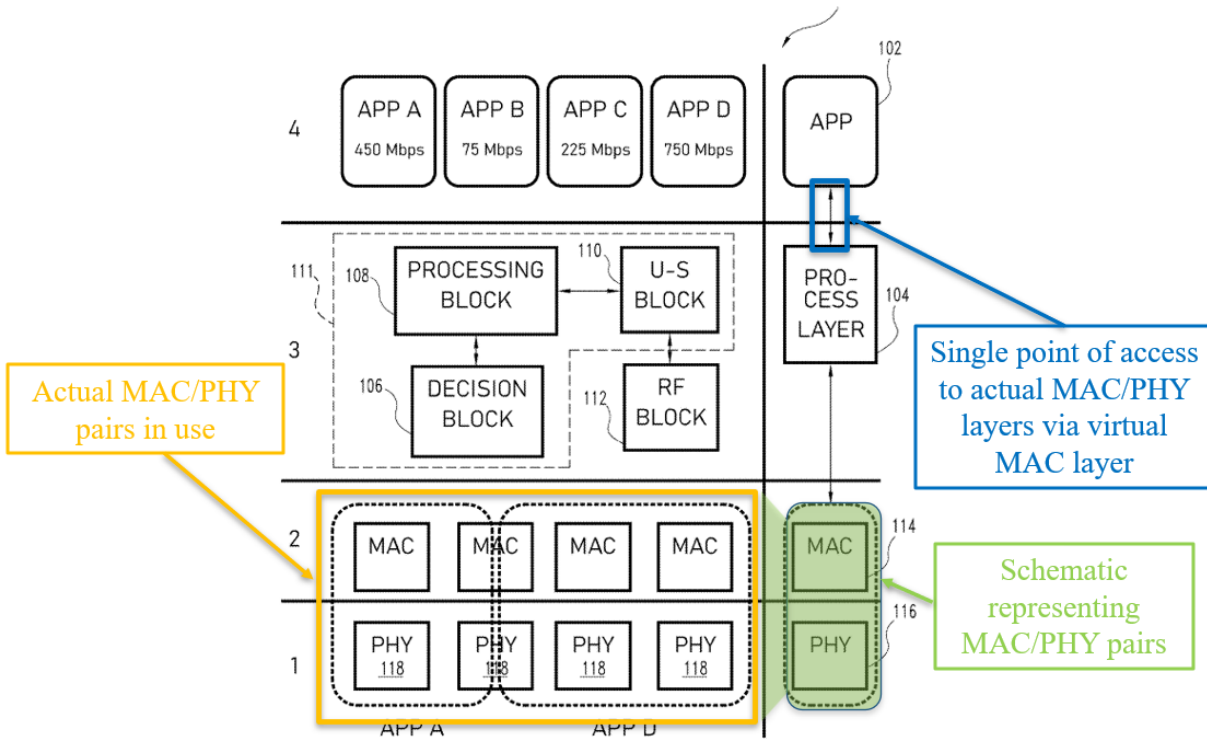 102
APP A
APP B
APP C
APP D
APP
4
450 Mbps
75 Mbps
225 Mbps
750 Mbps
111
108
PROCESSING
BLOCK
110
U-S
BLOCK
PRO-
CESS
LAYER
104
3
106
DECISION
BLOCK
112
RF
BLOCK
Actual MAC/PHY
pairs in use
Single point of access
to actual MAC/PHY
layers via virtual
MAC layer
2
MAC
MAC
MAC
MAC
MAC
114
Schematic
representing
MAC/PHY pairs
1
PHY
118
PHY
118
PHY
118
PHY
118
PHY
116
APP A
APP D